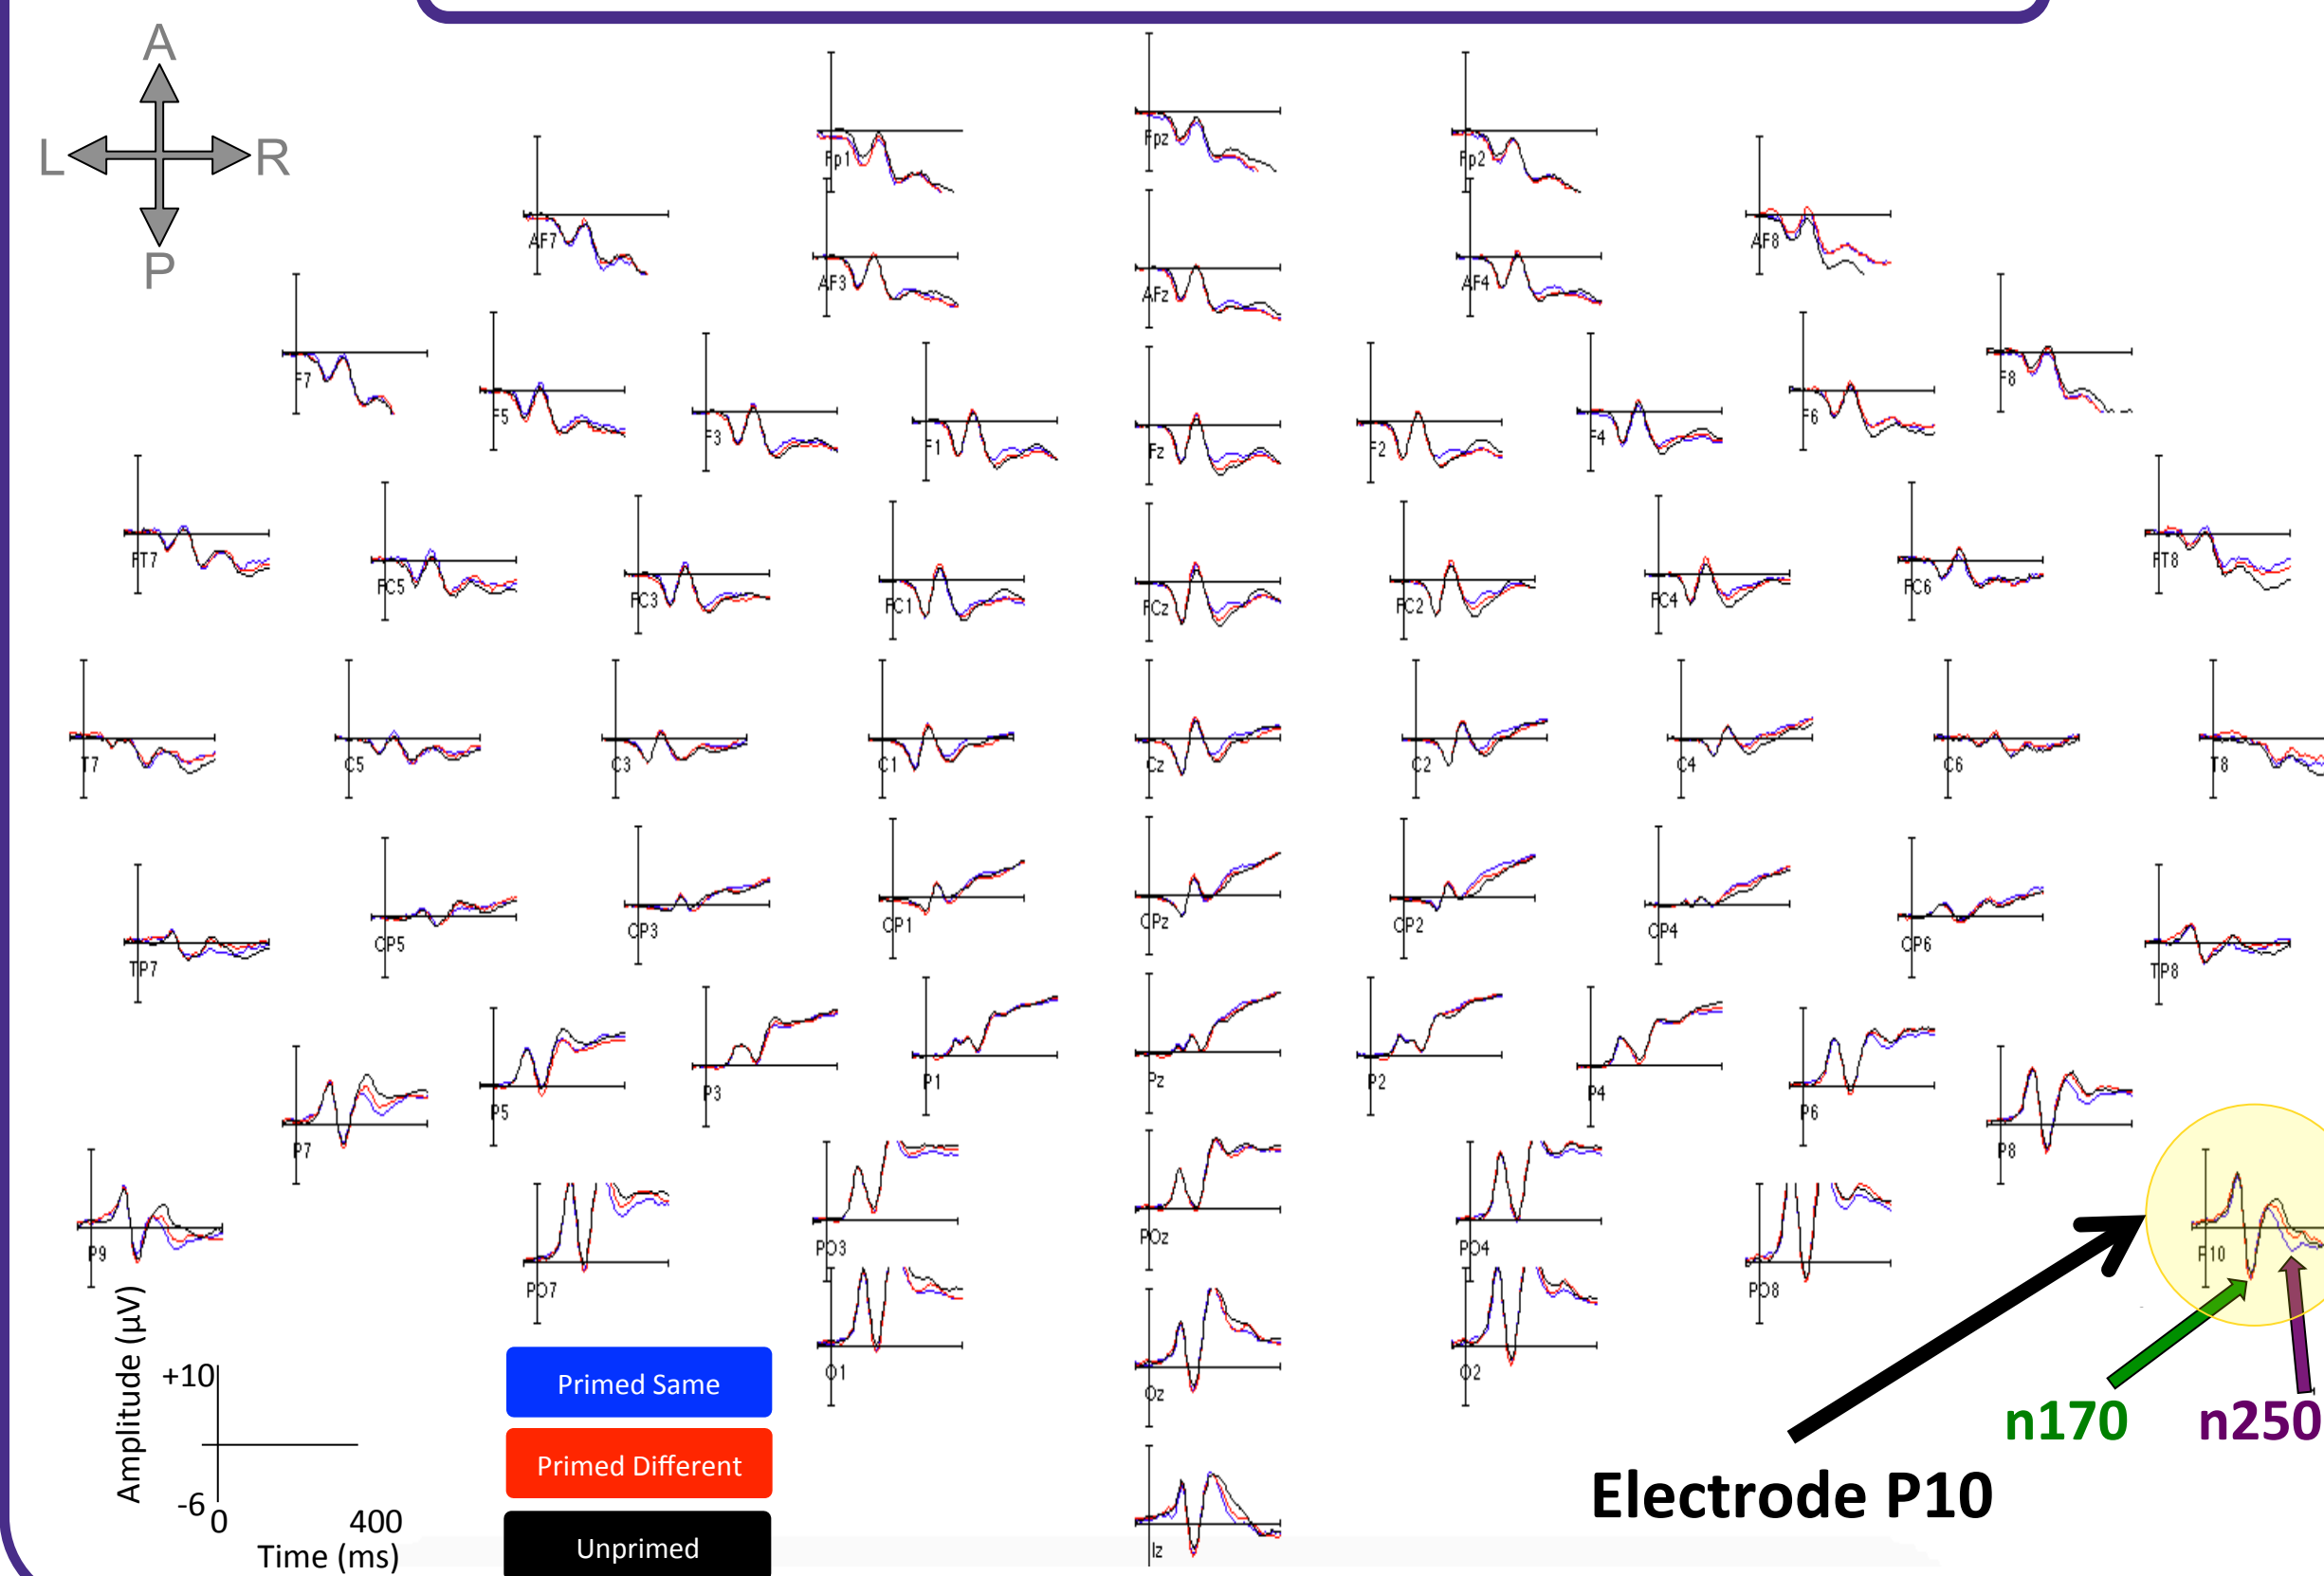 A
L R
P
Fp1 Fpz Fp2
AF7 AF3 AFz AF4 AF8
F7 F5 F3 F1 Fz F2 F4 F6 F8
FT7 FC5 FC3 FC1 FCz FC2 FC4 FC6 FT8
T7 C5 C3 C1 Cz C2 C4 C6 T8
TP7 CP5 CP3 CP1 CPz CP2 CP4 CP6 TP8
P9 P7 P5 P3 P1 Pz P2 P4 P6 P8 P10
PO7 PO3 POz PO4 PO8
O1 Oz O2
Iz
Amplitude (µV)
+10
-6
0 400
Time (ms)
Primed Same
Primed Different
Unprimed
n170 n250
Electrode P10